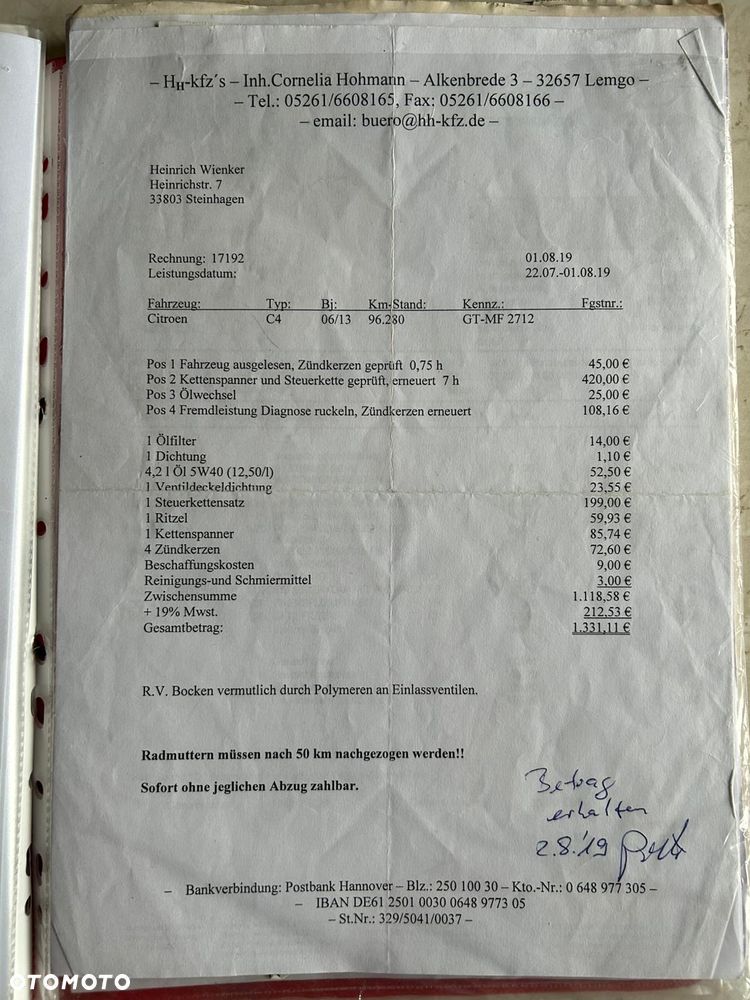 – HH-kfz´s – Inh.Cornelia Hohmann – Alkenbrede 3 – 32657 Lemgo –
– Tel.: 05261/6608165, Fax: 05261/6608166 –
– email: buero@hh-kfz.de –
Heinrich Wienker
Heinrichstr. 7
33803 Steinhagen
Rechnung: 17192 01.08.19
Leistungsdatum: 22.07.-01.08.19
Fahrzeug: Typ: Bj: Km-Stand: Kennz.: Fgstnr.:
Citroen C4 06/13 96.280 GT-MF 2712
Pos 1 Fahrzeug ausgelesen, Zündkerzen geprüft 0,75 h 45,00 €
Pos 2 Kettenspanner und Steuerkette geprüft, erneuert 7 h 420,00 €
Pos 3 Ölwechsel 25,00 €
Pos 4 Fremdleistung Diagnose ruckeln, Zündkerzen erneuert 108,16 €
1 Ölfilter 14,00 €
1 Dichtung 1,10 €
4,2 l Öl 5W40 (12,50/l) 52,50 €
1 Ventildeckeldichtung 23,55 €
1 Steuerkettensatz 199,00 €
1 Ritzel 59,93 €
1 Kettenspanner 85,74 €
4 Zündkerzen 72,60 €
Beschaffungskosten 9,00 €
Reinigungs-und Schmiermittel 3,00 €
Zwischensumme 1.118,58 €
+ 19% Mwst. 212,53 €
Gesamtbetrag: 1.331,11 €
R.V. Bocken vermutlich durch Polymeren an Einlassventilen.
Radmuttern müssen nach 50 km nachgezogen werden!!
Sofort ohne jeglichen Abzug zahlbar.
Betrag
erhalten
2.8.'19
– Bankverbindung: Postbank Hannover – Blz.: 250 100 30 – Kto.-Nr.: 0 648 977 305 –
– IBAN DE61 2501 0030 0648 9773 05
– St.Nr.: 329/5041/0037 –
OTOMOTO